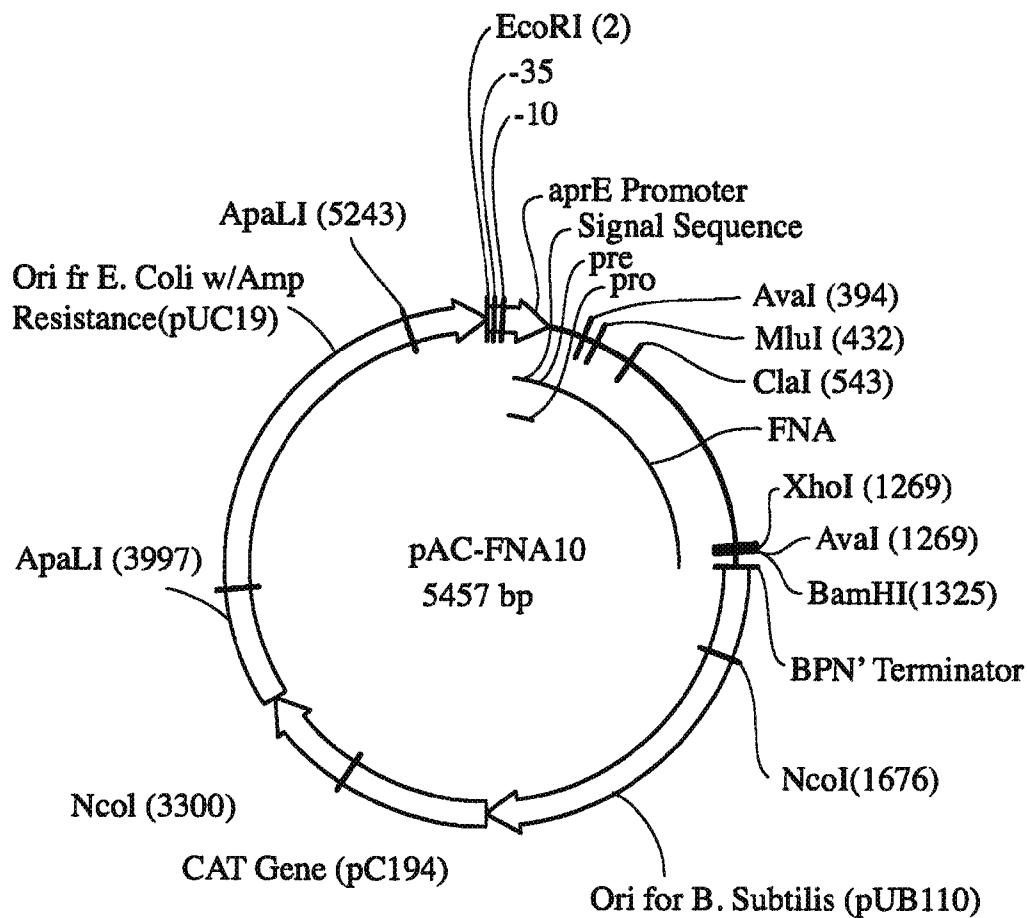 EcoRI (2)
-35
-10
aprE Promoter
Signal Sequence
pre
pro
ApaLI (5243)
Ori fr E. Coli w/Amp
Resistance(pUC19)
AvaI (394)
MluI (432)
ClaI (543)
FNA
XhoI (1269)
AvaI (1269)
BamHI(1325)
BPN' Terminator
ApaLI (3997)
pAC-FNA10
5457 bp
NcoI(1676)
NcoI (3300)
CAT Gene (pC194)
Ori for B. Subtilis (pUB110)